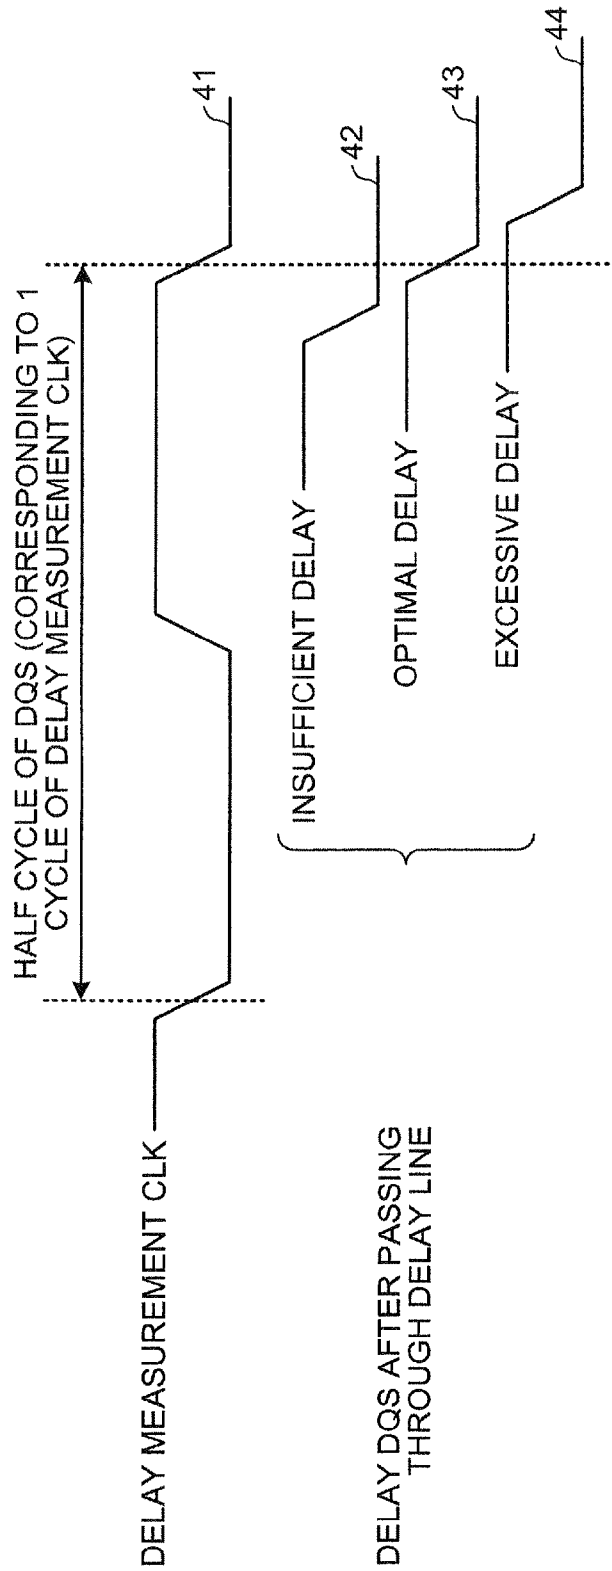 HALF CYCLE OF DQS (CORRESPONDING TO 1
CYCLE OF DELAY MEASUREMENT CLK)
DELAY MEASUREMENT CLK
41
DELAY DQS AFTER PASSING
THROUGH DELAY LINE
INSUFFICIENT DELAY
42
OPTIMAL DELAY
43
EXCESSIVE DELAY
44